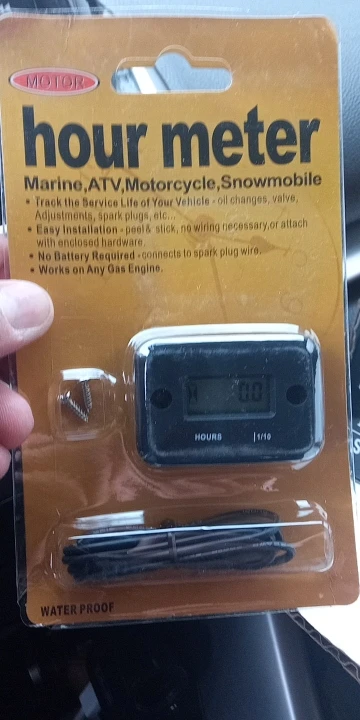 MOTOR
hour meter
Marine,ATV,Motorcycle,Snowmobile
• Track the Service Life of Your Vehicle - oil changes, valve,
Adjustments, spark plugs, etc...
• Easy Installation - peel & stick, no wiring necessary,or attach
with enclosed hardware.
• No Battery Required - connects to spark plug wire.
• Works on Any Gas Engine.
0.0
HOURS 1/10
WATER PROOF